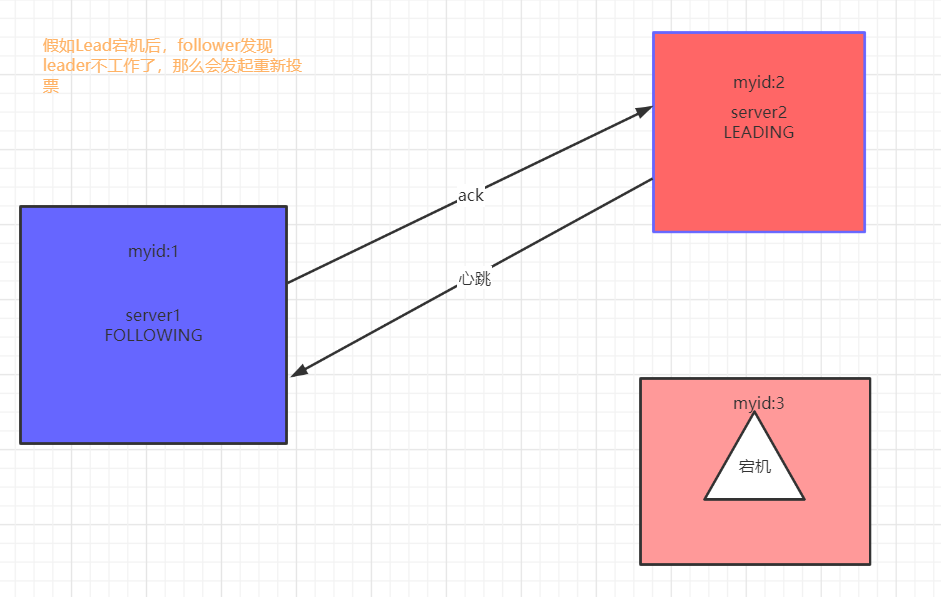 假如Lead宕机后，follower发现
leader不工作了，那么会发起重新投
票
myid:2
server2
LEADING
ack
myid:1
心跳
server1
FOLLOWING
myid:3
宕机